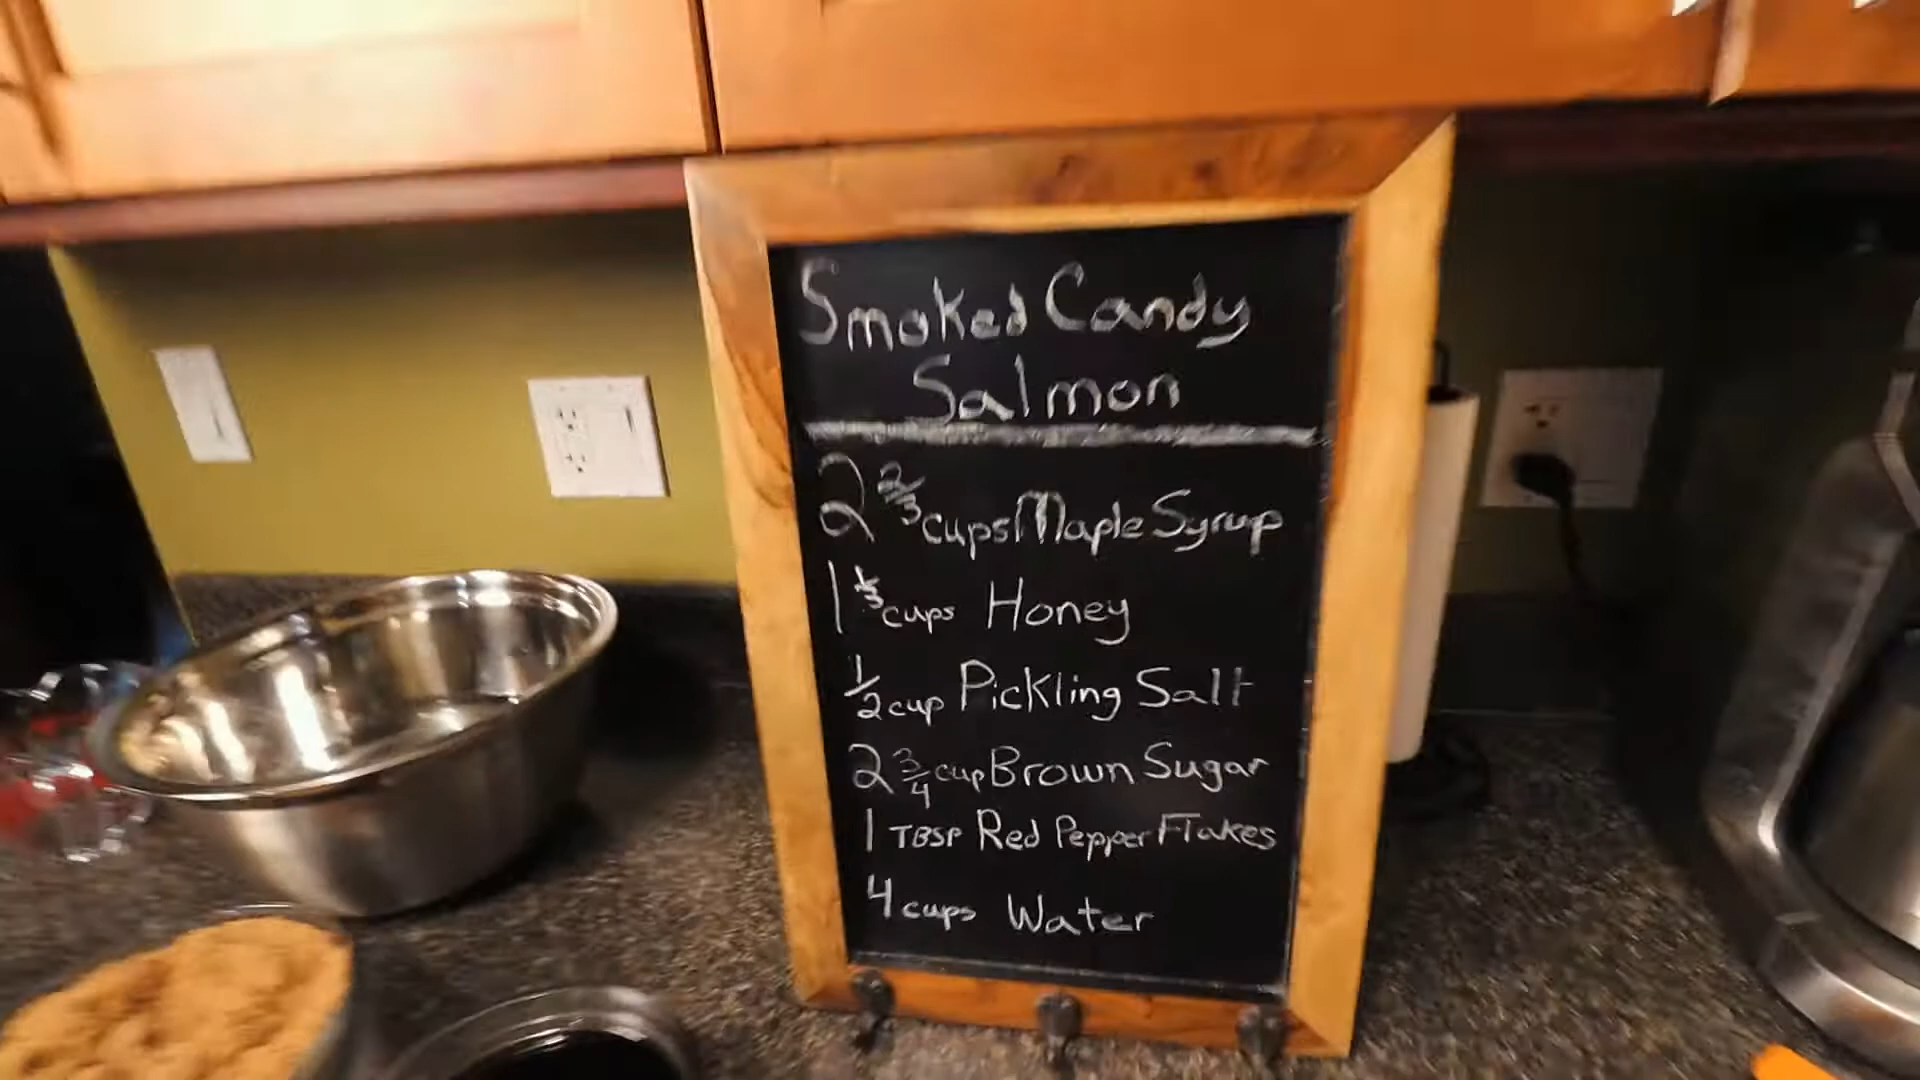 Smoked Candy
Salmon
2 2/3 cups Maple Syrup
1 1/3 cups Honey
1/2 cup Pickling Salt
2 3/4 cup Brown Sugar
1 TBSP Red Pepper Flakes
4 cups Water